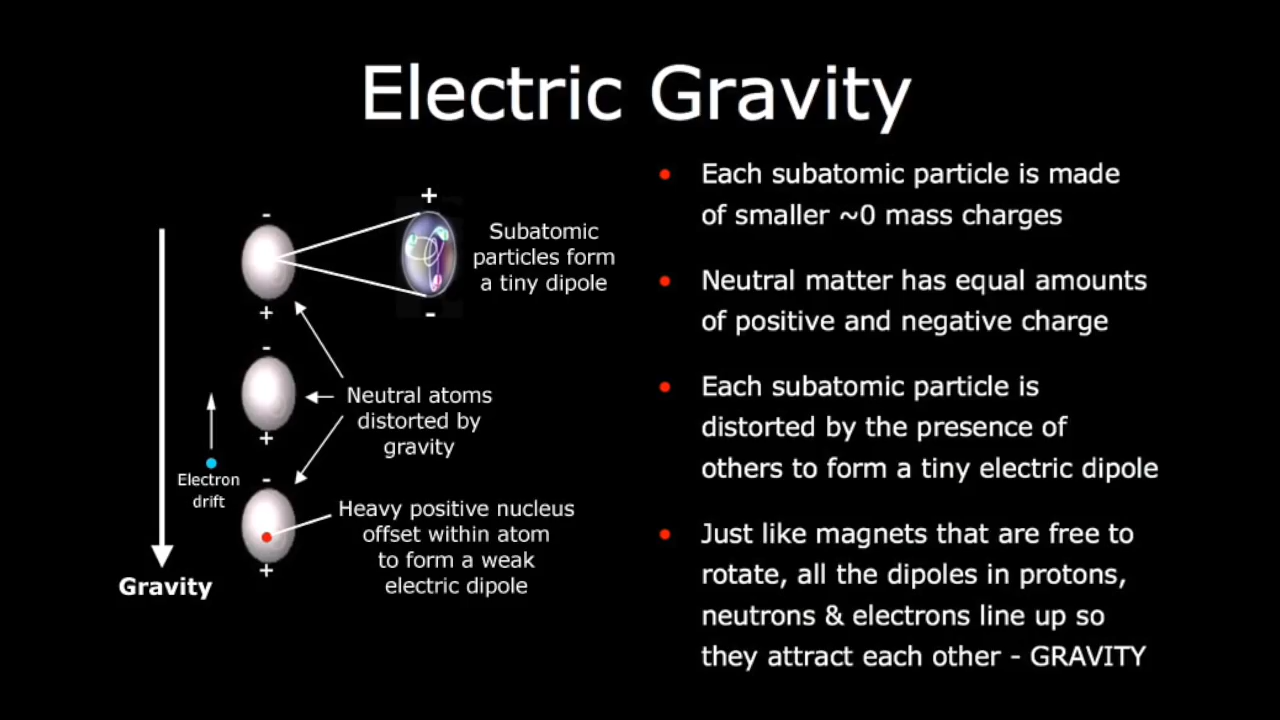 Electric Gravity
-
+
-
+
-
+
+
-
Subatomic
particles form
a tiny dipole
Neutral atoms
distorted by
gravity
Electron
drift
Heavy positive nucleus
offset within atom
to form a weak
electric dipole
Gravity
• Each subatomic particle is made
of smaller ~0 mass charges
• Neutral matter has equal amounts
of positive and negative charge
• Each subatomic particle is
distorted by the presence of
others to form a tiny electric dipole
• Just like magnets that are free to
rotate, all the dipoles in protons,
neutrons & electrons line up so
they attract each other - GRAVITY